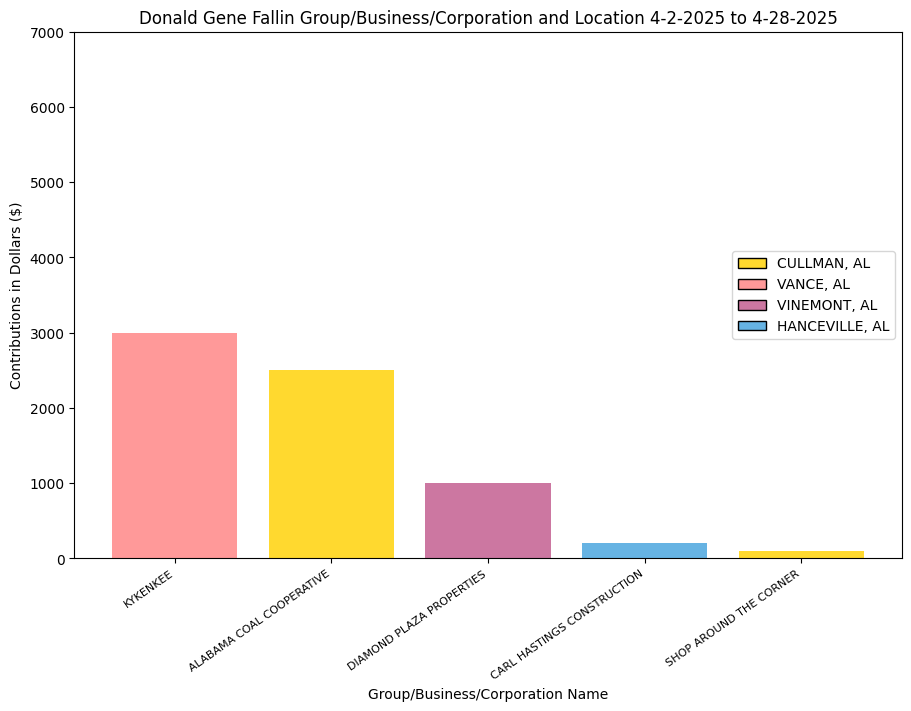 Donald Gene Fallin Group/Business/Corporation and Location 4-2-2025 to 4-28-2025
7000
6000
5000
4000
3000
2000
1000
0
Contributions in Dollars ($)
CULLMAN, AL
VANCE, AL
VINEMONT, AL
HANCEVILLE, AL
KYKENKEE
ALABAMA COAL COOPERATIVE
DIAMOND PLAZA PROPERTIES
CARL HASTINGS CONSTRUCTION
SHOP AROUND THE CORNER
Group/Business/Corporation Name